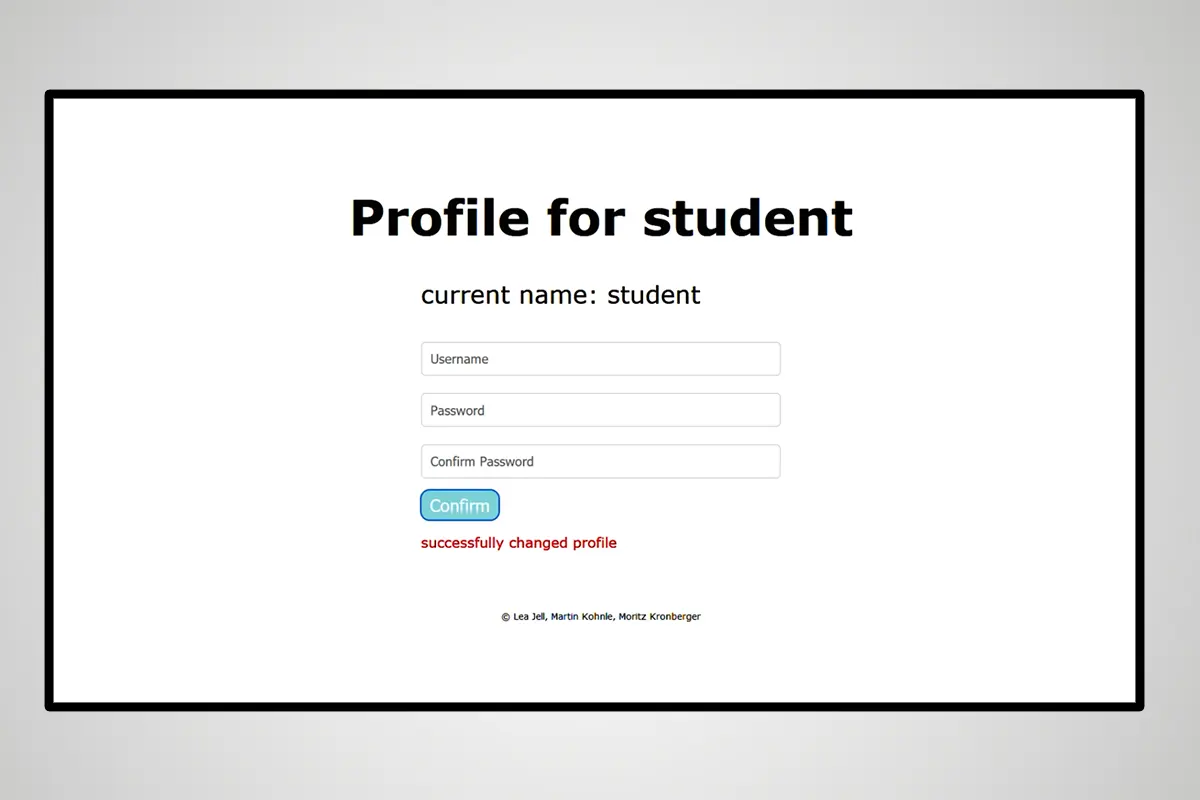 Profile for student
current name: student
Username
Password
Confirm Password
Confirm
successfully changed profile
© Lea Jell, Martin Kohnle, Moritz Kronberger